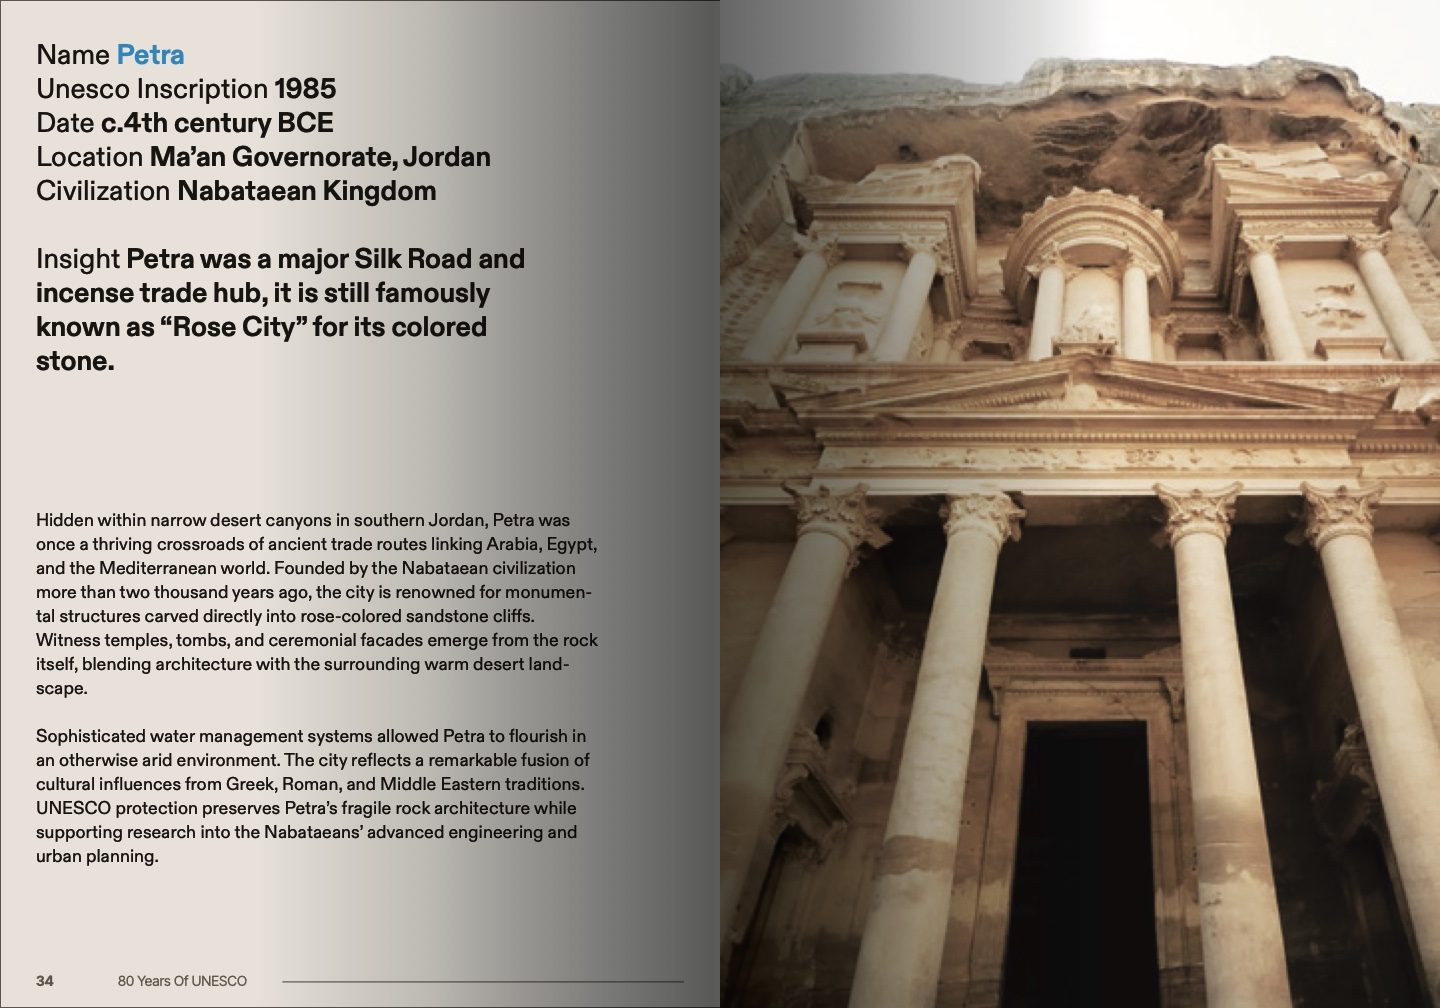 Name Petra
Unesco Inscription 1985
Date c.4th century BCE
Location Ma’an Governorate, Jordan
Civilization Nabataean Kingdom
Insight Petra was a major Silk Road and
incense trade hub, it is still famously
known as “Rose City” for its colored
stone.
Hidden within narrow desert canyons in southern Jordan, Petra was
once a thriving crossroads of ancient trade routes linking Arabia, Egypt,
and the Mediterranean world. Founded by the Nabataean civilization
more than two thousand years ago, the city is renowned for monumen-
tal structures carved directly into rose-colored sandstone cliffs.
Witness temples, tombs, and ceremonial facades emerge from the rock
itself, blending architecture with the surrounding warm desert land-
scape.
Sophisticated water management systems allowed Petra to flourish in
an otherwise arid environment. The city reflects a remarkable fusion of
cultural influences from Greek, Roman, and Middle Eastern traditions.
UNESCO protection preserves Petra’s fragile rock architecture while
supporting research into the Nabataeans’ advanced engineering and
urban planning.
34 80 Years Of UNESCO